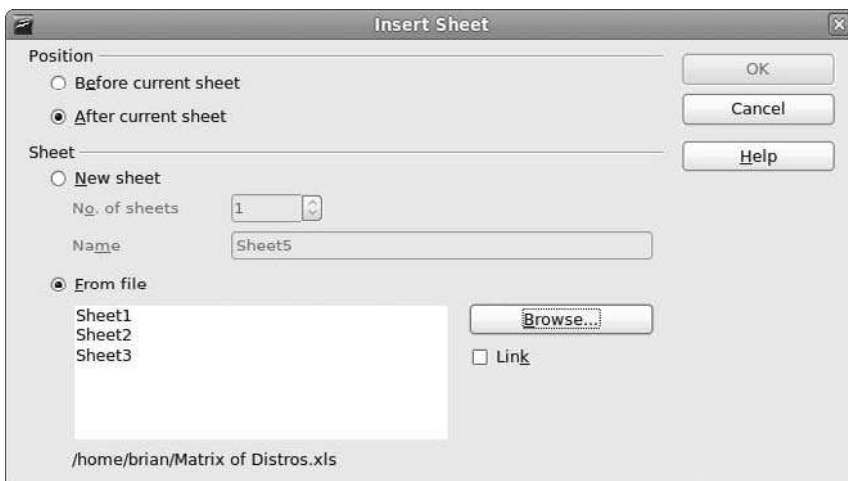 Insert Sheet
Position
Before current sheet
After current sheet
OK
Cancel
Help
Sheet
New sheet
No. of sheets 1
Name Sheet5
From file
Sheet1
Sheet2
Sheet3
Browse...
Link
/home/brian/Matrix of Distros.xls